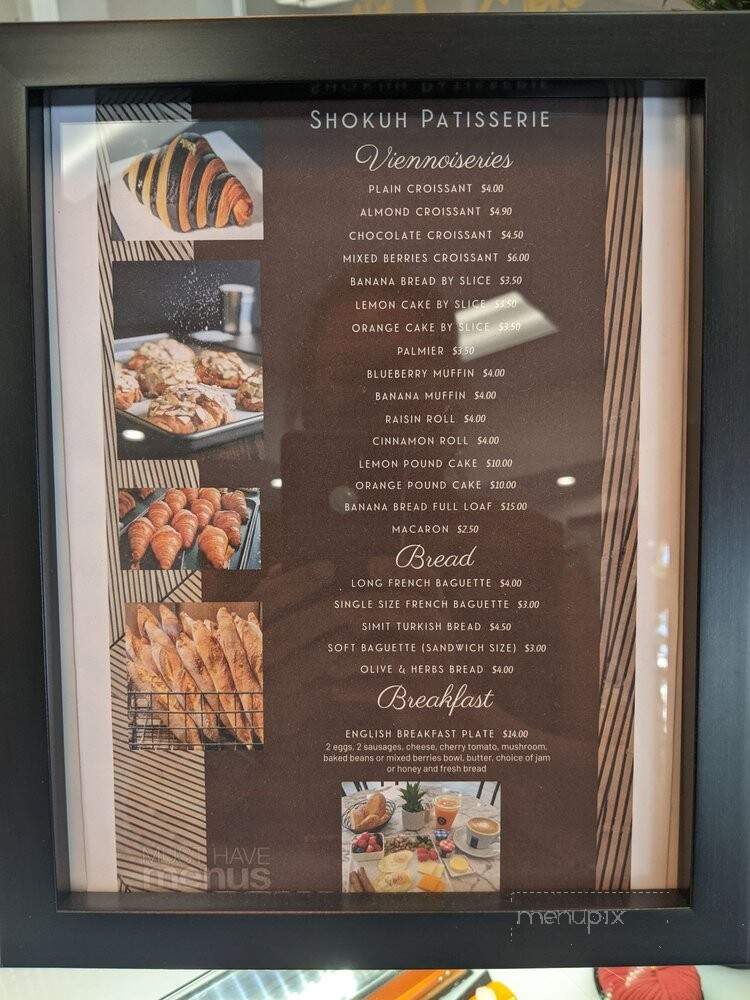 SHOKUH PATISSERIE
Viennoiseries
PLAIN CROISSANT $4.00
ALMOND CROISSANT $4.90
CHOCOLATE CROISSANT $4.50
MIXED BERRIES CROISSANT $6.00
BANANA BREAD BY SLICE $3.50
LEMON CAKE BY SLICE $3.50
ORANGE CAKE BY SLICE $3.50
PALMIER $3.50
BLUEBERRY MUFFIN $4.00
BANANA MUFFIN $4.00
RAISIN ROLL $4.00
CINNAMON ROLL $4.00
LEMON POUND CAKE $10.00
ORANGE POUND CAKE $10.00
BANANA BREAD FULL LOAF $15.00
MACARON $2.50
Bread
LONG FRENCH BAGUETTE $4.00
SINGLE SIZE FRENCH BAGUETTE $3.00
SIMIT TURKISH BREAD $4.50
SOFT BAGUETTE (SANDWICH SIZE) $3.00
OLIVE & HERBS BREAD $4.00
Breakfast
ENGLISH BREAKFAST PLATE $14.00
2 eggs, 2 sausages, cheese, cherry tomato, mushroom,
baked beans or mixed berries bowl, butter, choice of jam
or honey and fresh bread
MUST HAVE
menus
menupix